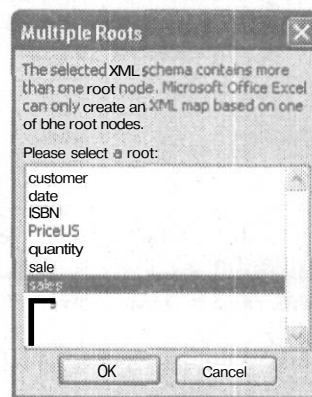 Multiple Roots
The selected XML schema contains more
than one root node. Microsoft Office Excel
can only create an XML map based on one
of bhe root nodes.
Please select a root:
customer
date
ISBN
PriceUS
quantity
sale
sales
OK
Cancel